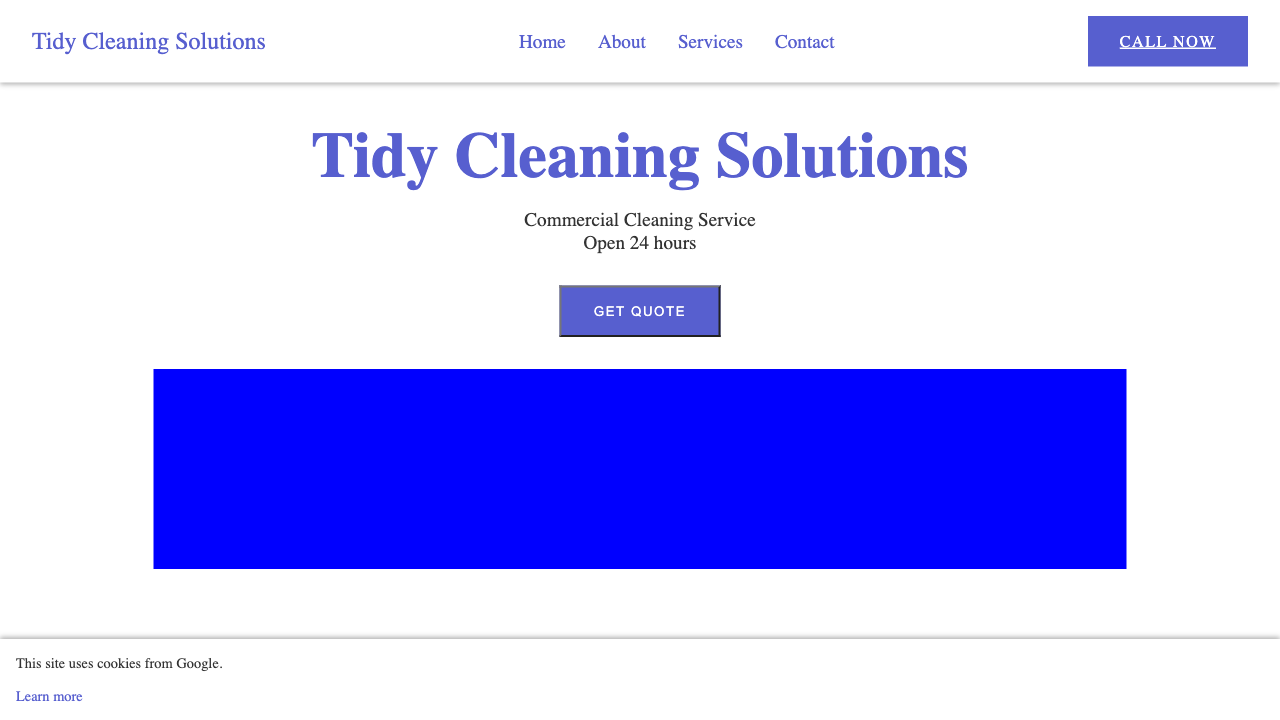 Tidy Cleaning Solutions
Home
About
Services
Contact
CALL NOW
Tidy Cleaning Solutions
Commercial Cleaning Service
Open 24 hours
GET QUOTE
This site uses cookies from Google.
Learn more